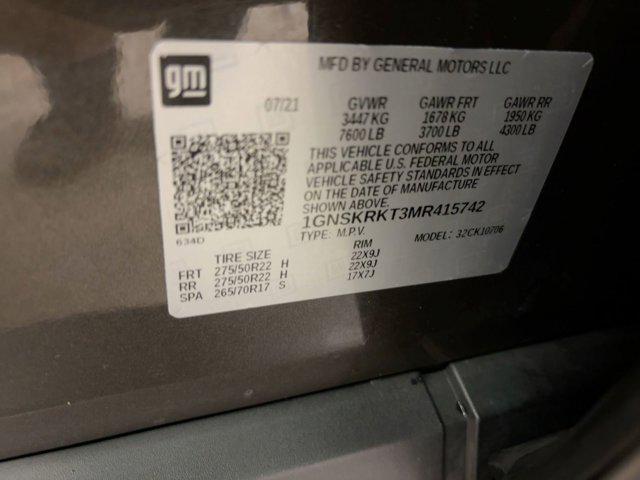 gm
MFD BY GENERAL MOTORS LLC
07/21 GVWR GAWR FRT GAWR RR
3447 KG 1678 KG 1950 KG
7600 LB 3700 LB 4300 LB
THIS VEHICLE CONFORMS TO ALL
APPLICABLE U.S. FEDERAL MOTOR
VEHICLE SAFETY STANDARDS IN EFFECT
ON THE DATE OF MANUFACTURE
SHOWN ABOVE.
1GNSKRKT3MR415742
634D
TYPE: M.P.V. MODEL: 32CK10706
TIRE SIZE RIM
FRT 275/50R22 H 22X9J
RR 275/50R22 H 22X9J
SPA 265/70R17 S 17X7J